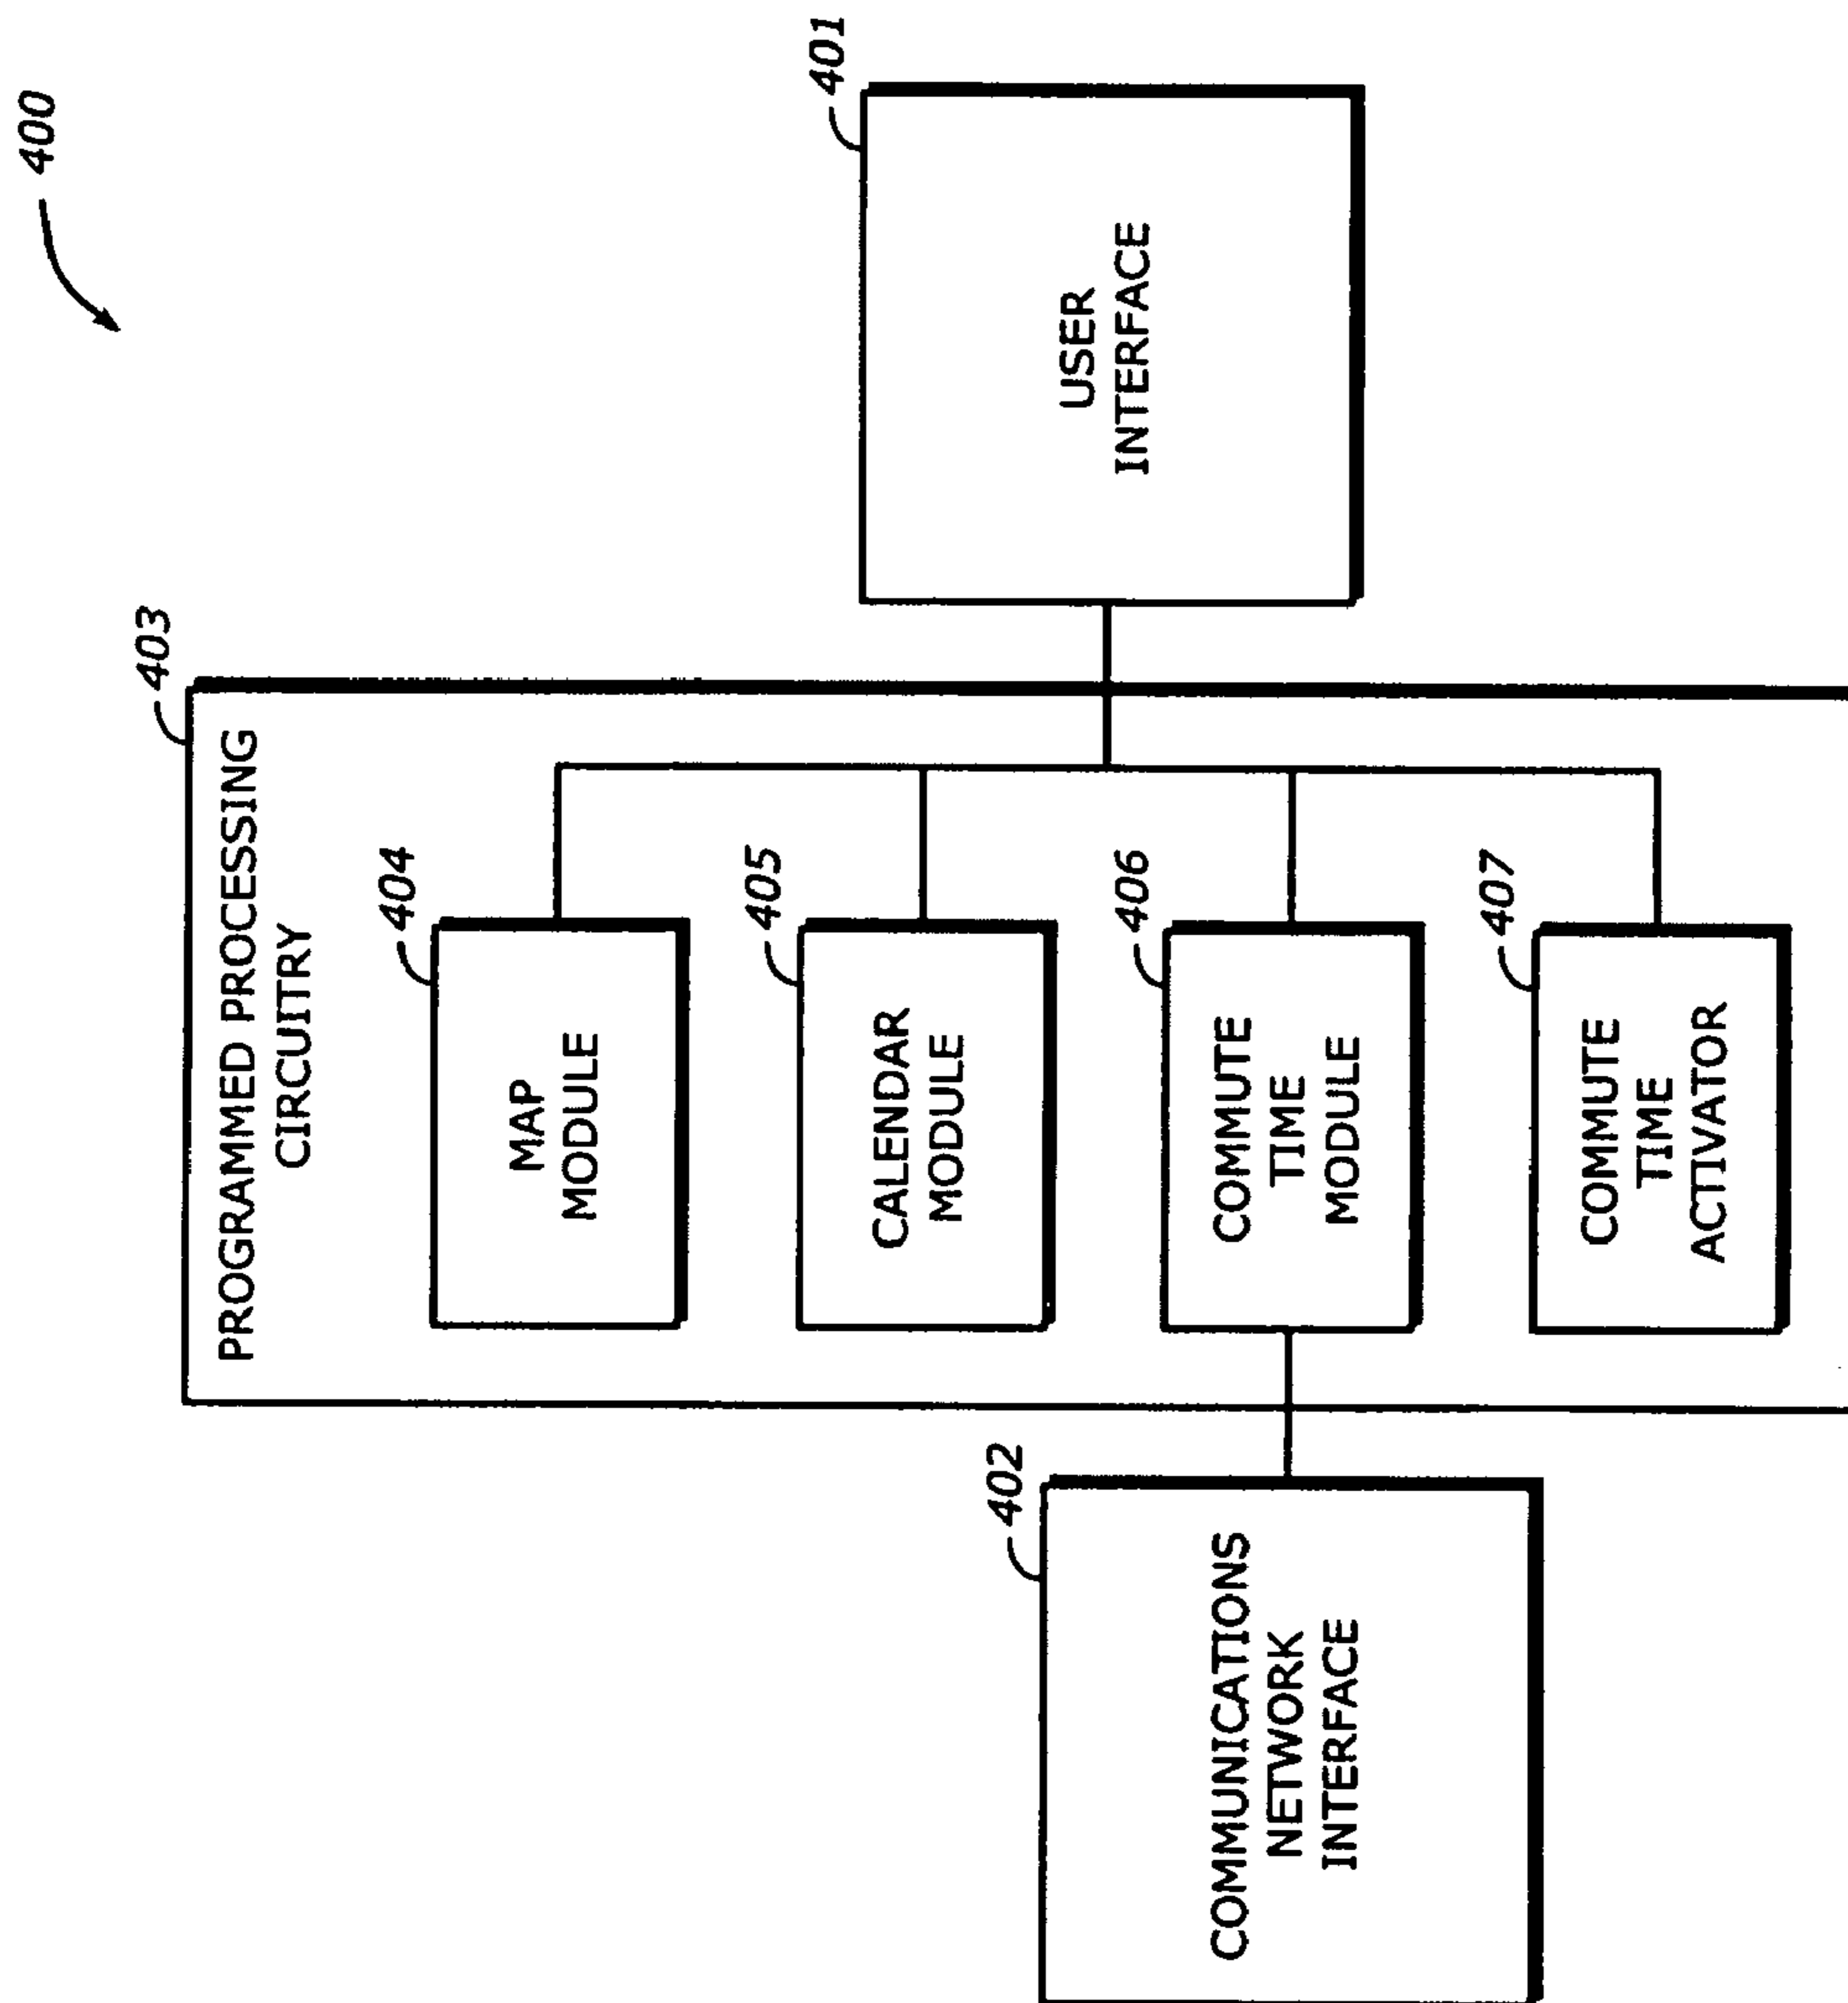 400
403
PROGRAMMED PROCESSING
CIRCUITRY
402
COMMUNICATIONS
NETWORK
INTERFACE
404
MAP
MODULE
405
CALENDAR
MODULE
406
COMMUTE
TIME
MODULE
407
COMMUTE
TIME
ACTIVATOR
401
USER
INTERFACE